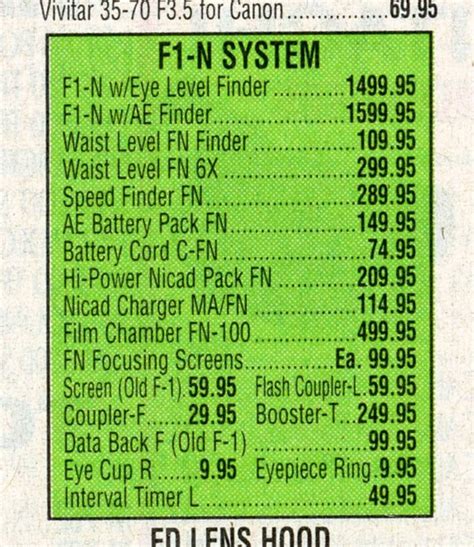 Vivitar 35-70 F3.5 for Canon ................69.95
F1-N SYSTEM
F1-N w/Eye Level Finder ............1499.95
F1-N w/AE Finder..................1599.95
Waist Level FN Finder ................109.95
Waist Level FN 6X .....................299.95
Speed Finder FN.......................289.95
AE Battery Pack FN....................149.95
Battery Cord C-FN .....................74.95
Hi-Power Nicad Pack FN .............209.95
Nicad Charger MA/FN ................114.95
Film Chamber FN-100.................499.95
FN Focusing Screens..............Ea. 99.95
Screen (Old F-1).59.95 Flash Coupler-L.59.95
Coupler-F.......29.95 Booster-T...249.95
Data Back F (Old F-1) ...................99.95
Eye Cup R .......9.95 Eyepiece Ring.9.95
Interval Timer L ..........................49.95
ED LENS HOOD